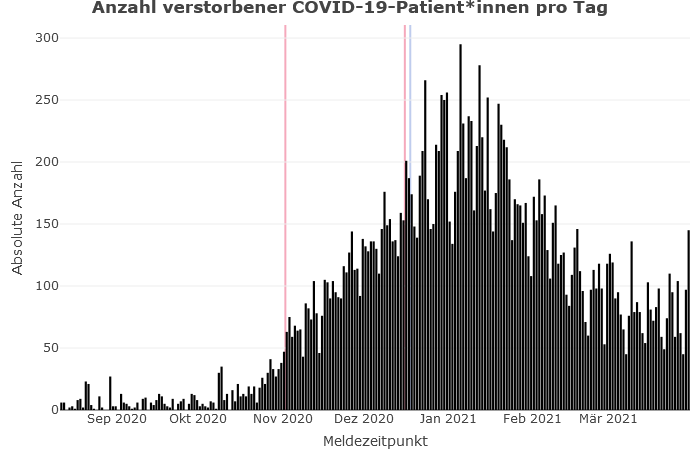 Anzahl verstorbener COVID-19-Patient*innen pro Tag
300
250
200
150
100
50
0
Absolute Anzahl
Sep 2020 Okt 2020 Nov 2020 Dez 2020 Jan 2021 Feb 2021 Mär 2021
Meldezeitpunkt